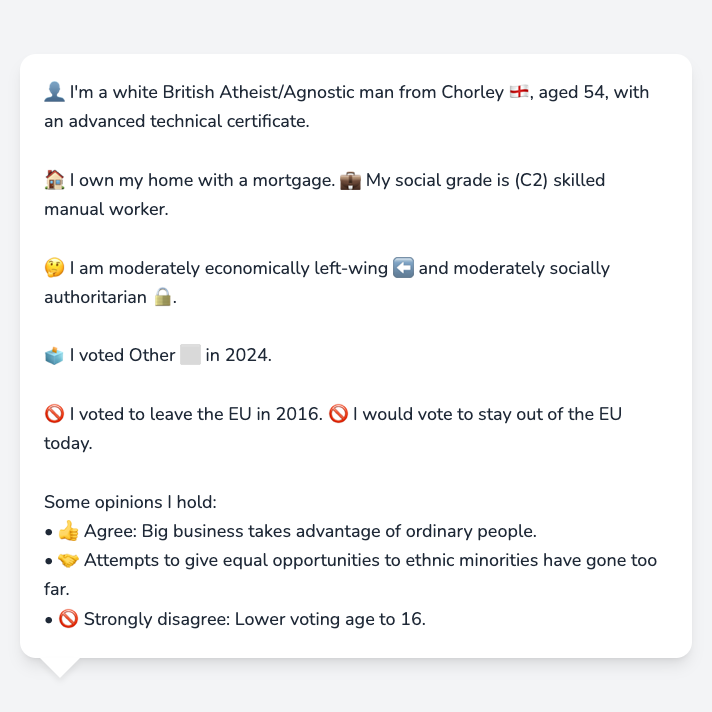 👤 I'm a white British Atheist/Agnostic man from Chorley 🏴󠁧󠁢󠁥󠁮󠁧󠁿, aged 54, with
an advanced technical certificate.
🏠 I own my home with a mortgage. 💼 My social grade is (C2) skilled
manual worker.
🤔 I am moderately economically left-wing ⬅️ and moderately socially
authoritarian 🔒.
🗳️ I voted Other ⬜ in 2024.
🚫 I voted to leave the EU in 2016. 🚫 I would vote to stay out of the EU
today.
Some opinions I hold:
• 👍 Agree: Big business takes advantage of ordinary people.
• 🤝 Attempts to give equal opportunities to ethnic minorities have gone too
far.
• 🚫 Strongly disagree: Lower voting age to 16.